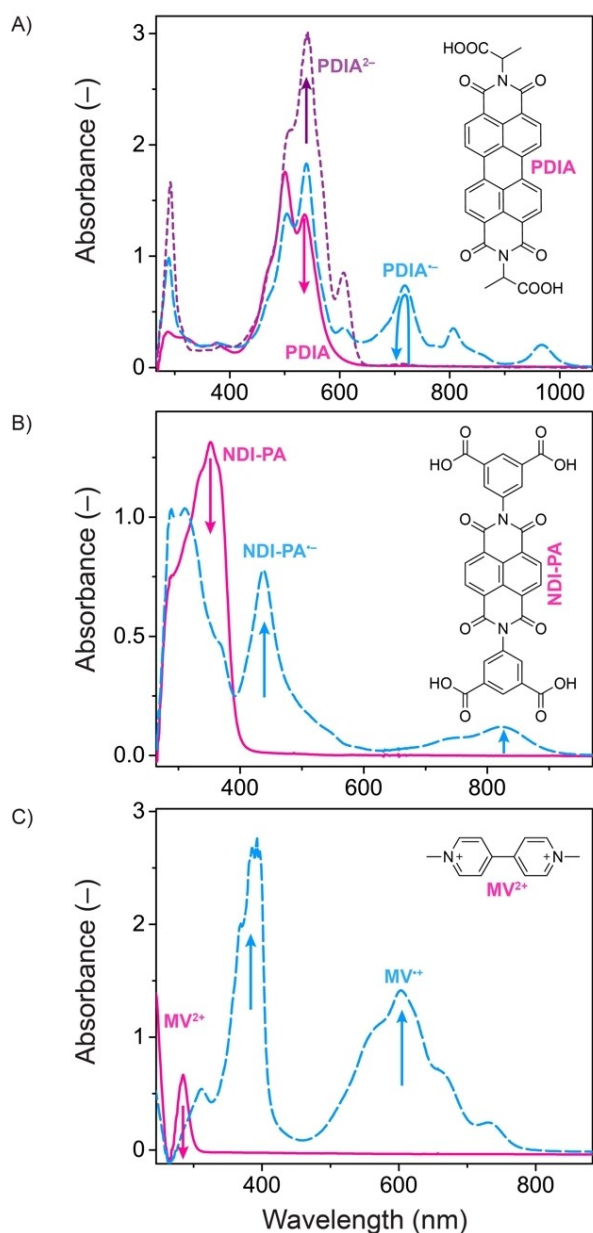 A)
Absorbance (–)
3
2
1
0
PDIA²⁻
PDIA
PDIA•⁻
HOOC
O
N
O
PDIA
O
N
O
COOH
400
600
800
1000
B)
Absorbance (–)
1.0
0.5
0.0
NDI-PA
NDI-PA•⁻
O
O
HO
OH
O
N
O
NDI-PA
O
N
O
HO
OH
O
O
400
600
800
C)
Absorbance (–)
3
2
1
0
MV²⁺
MV•⁺
N
+
N
+
MV²⁺
400
600
800
Wavelength (nm)